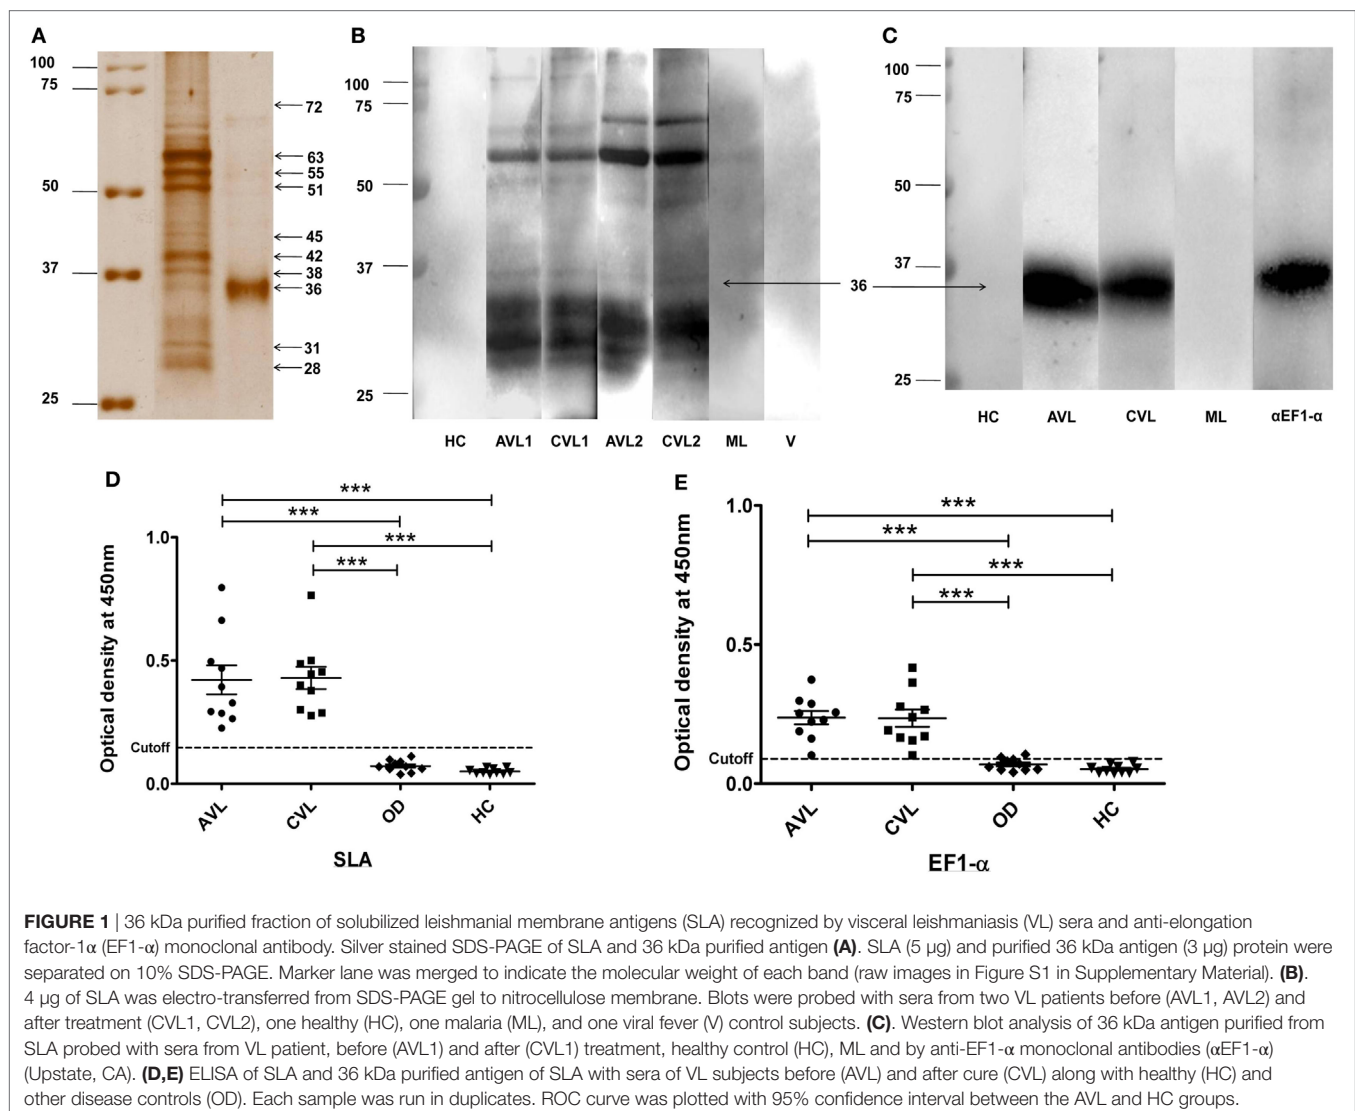 A
100
75
50
37
25
72
63
55
51
45
42
38
36
31
28
B
100
75
50
37
25
HC AVL1 CVL1 AVL2 CVL2 ML V
36
C
100
75
50
37
25
HC AVL CVL ML αEF1-α
D
***
***
***
***
Optical density at 450nm
1.0
0.5
Cutoff
0.0
AVL CVL OD HC
SLA
E
***
***
***
***
Optical density at 450nm
1.0
0.5
Cutoff
0.0
AVL CVL OD HC
EF1-α
FIGURE 1 | 36 kDa purified fraction of solubilized leishmanial membrane antigens (SLA) recognized by visceral leishmaniasis (VL) sera and anti-elongation
factor-1α (EF1-α) monoclonal antibody. Silver stained SDS-PAGE of SLA and 36 kDa purified antigen (A). SLA (5 µg) and purified 36 kDa antigen (3 µg) protein were
separated on 10% SDS-PAGE. Marker lane was merged to indicate the molecular weight of each band (raw images in Figure S1 in Supplementary Material). (B).
4 µg of SLA was electro-transferred from SDS-PAGE gel to nitrocellulose membrane. Blots were probed with sera from two VL patients before (AVL1, AVL2) and
after treatment (CVL1, CVL2), one healthy (HC), one malaria (ML), and one viral fever (V) control subjects. (C). Western blot analysis of 36 kDa antigen purified from
SLA probed with sera from VL patient, before (AVL1) and after (CVL1) treatment, healthy control (HC), ML and by anti-EF1-α monoclonal antibodies (αEF1-α)
(Upstate, CA). (D,E) ELISA of SLA and 36 kDa purified antigen of SLA with sera of VL subjects before (AVL) and after cure (CVL) along with healthy (HC) and
other disease controls (OD). Each sample was run in duplicates. ROC curve was plotted with 95% confidence interval between the AVL and HC groups.